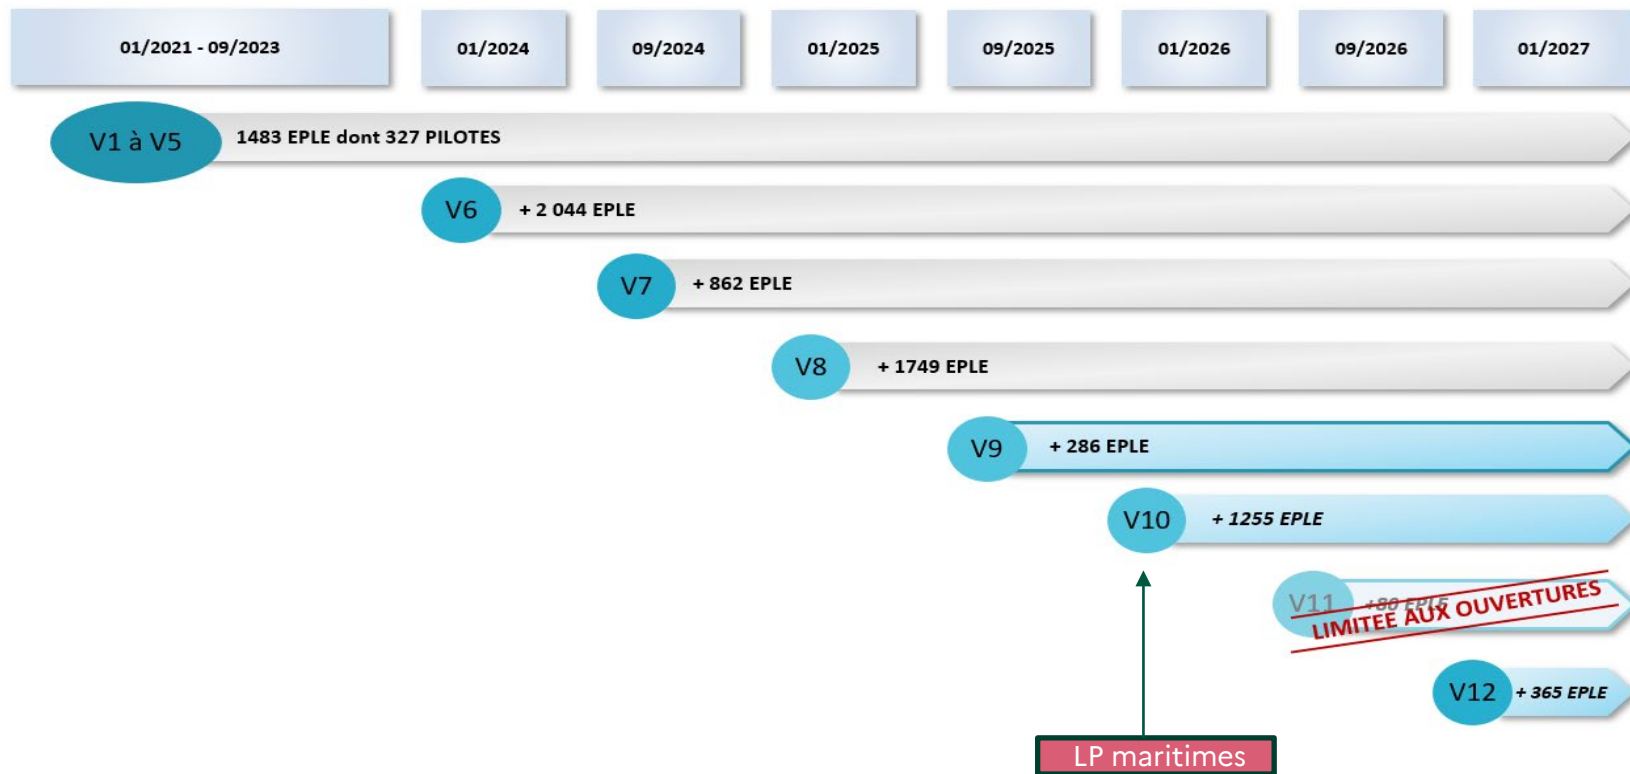 01/2021 - 09/2023
01/2024
09/2024
01/2025
09/2025
01/2026
09/2026
01/2027
V1 à V5
1483 EPLE dont 327 PILOTES
V6
+ 2 044 EPLE
V7
+ 862 EPLE
V8
+ 1749 EPLE
V9
+ 286 EPLE
V10
+ 1255 EPLE
V11
+80 EPLE
LIMITEE AUX OUVERTURES
V12
+ 365 EPLE
LP maritimes